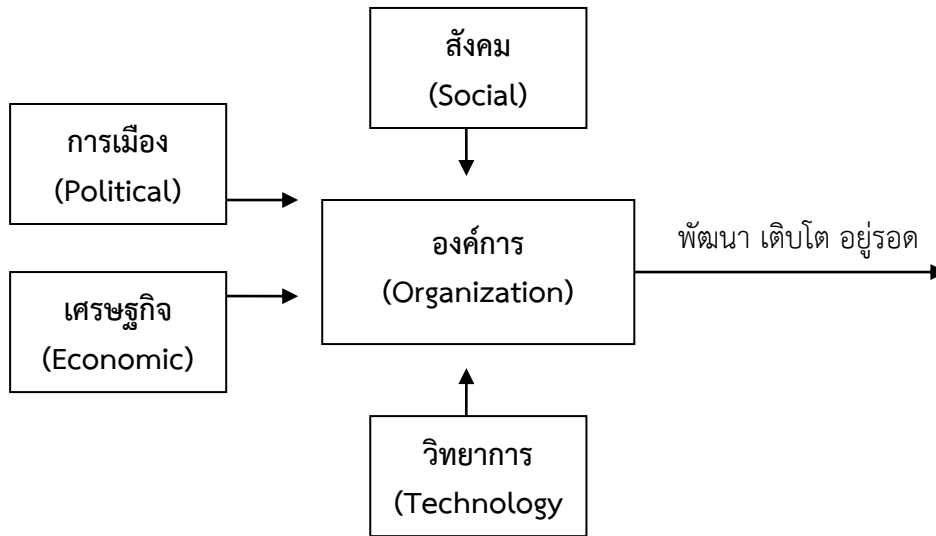 สังคม
(Social)
การเมือง
(Political)
องค์การ
(Organization)
พัฒนา เติบโต อยู่รอด
เศรษฐกิจ
(Economic)
วิทยาการ
(Technology